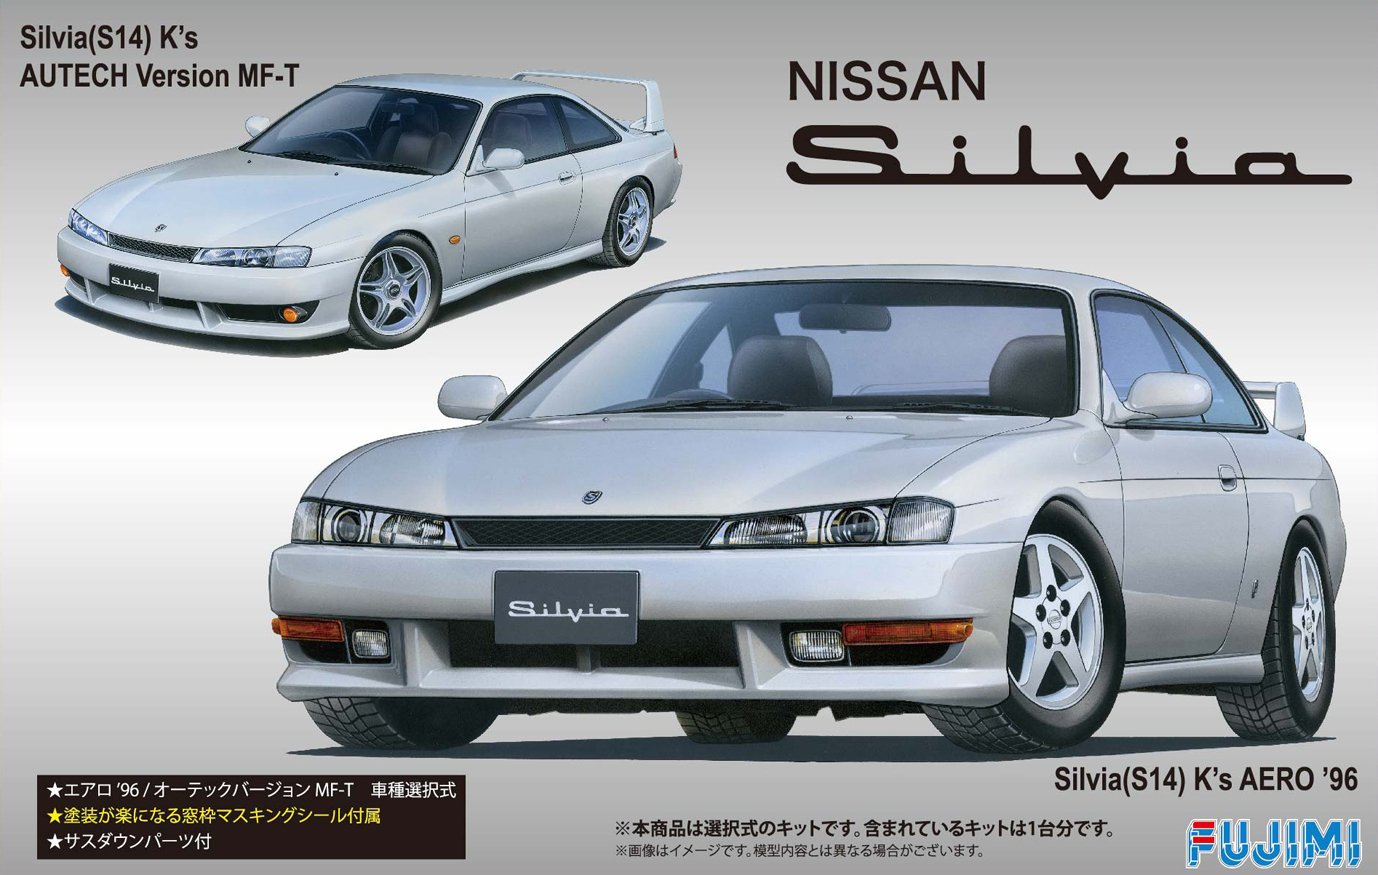 Silvia(S14) K's
AUTECH Version MF-T
NISSAN
Silvia
Silvia
Silvia
Silvia(S14) K's AERO '96
★エアロ '96 / オーテックバージョン MF-T 車種選択式
★塗装が楽になる窓枠マスキングシール付属
★サスダウンパーツ付
※本商品は選択式のキットです。含まれているキットは1台分です。
※画像はイメージです。模型内容とは異なる場合がございます。
FUJIMI